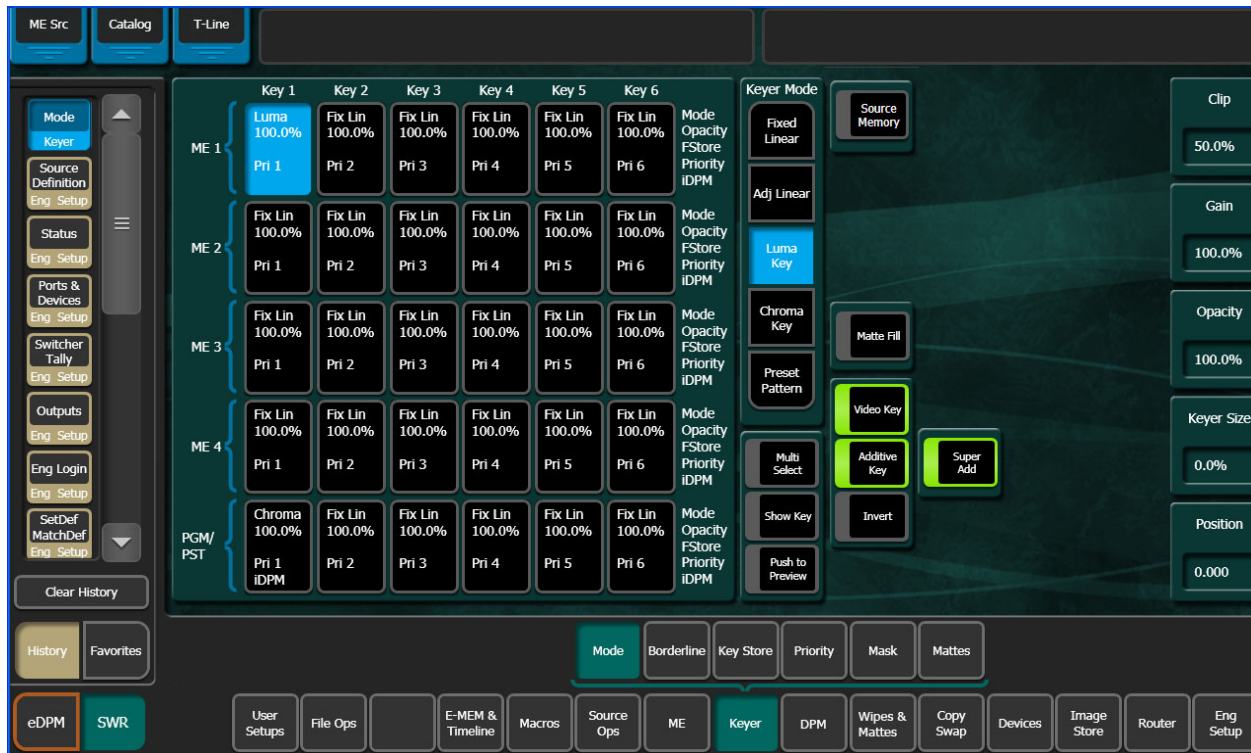 ME Src
Catalog
T-Line
Mode
Keyer
Source
Definition
Eng Setup
Status
Eng Setup
Ports &
Devices
Eng Setup
Switcher
Tally
Eng Setup
Outputs
Eng Setup
Eng Login
Eng Setup
SetDef
MatchDef
Eng Setup
Clear History
History
Favorites
Key 1 Key 2 Key 3 Key 4 Key 5 Key 6
ME 1
Luma Fix Lin Fix Lin Fix Lin Fix Lin Fix Lin Mode
100.0% 100.0% 100.0% 100.0% 100.0% 100.0% Opacity
FStore
Pri 1 Pri 2 Pri 3 Pri 4 Pri 5 Pri 6 Priority
iDPM
ME 2
Fix Lin Fix Lin Fix Lin Fix Lin Fix Lin Fix Lin Mode
100.0% 100.0% 100.0% 100.0% 100.0% 100.0% Opacity
FStore
Pri 1 Pri 2 Pri 3 Pri 4 Pri 5 Pri 6 Priority
iDPM
ME 3
Fix Lin Fix Lin Fix Lin Fix Lin Fix Lin Fix Lin Mode
100.0% 100.0% 100.0% 100.0% 100.0% 100.0% Opacity
FStore
Pri 1 Pri 2 Pri 3 Pri 4 Pri 5 Pri 6 Priority
iDPM
ME 4
Fix Lin Fix Lin Fix Lin Fix Lin Fix Lin Fix Lin Mode
100.0% 100.0% 100.0% 100.0% 100.0% 100.0% Opacity
FStore
Pri 1 Pri 2 Pri 3 Pri 4 Pri 5 Pri 6 Priority
iDPM
PGM/
PST
Chroma Fix Lin Fix Lin Fix Lin Fix Lin Fix Lin Mode
100.0% 100.0% 100.0% 100.0% 100.0% 100.0% Opacity
FStore
Pri 1 Pri 2 Pri 3 Pri 4 Pri 5 Pri 6 Priority
iDPM iDPM
Keyer Mode
Fixed
Linear
Adj Linear
Luma
Key
Chroma
Key
Preset
Pattern
Multi
Select
Show Key
Push to
Preview
Source
Memory
Matte Fill
Video Key
Additive
Key
Invert
Super
Add
Clip
50.0%
Gain
100.0%
Opacity
100.0%
Keyer Size
0.0%
Position
0.000
Mode
Borderline
Key Store
Priority
Mask
Mattes
eDPM
SWR
User
Setups
File Ops
E-MEM &
Timeline
Macros
Source
Ops
ME
Keyer
DPM
Wipes &
Mattes
Copy
Swap
Devices
Image
Store
Router
Eng
Setup